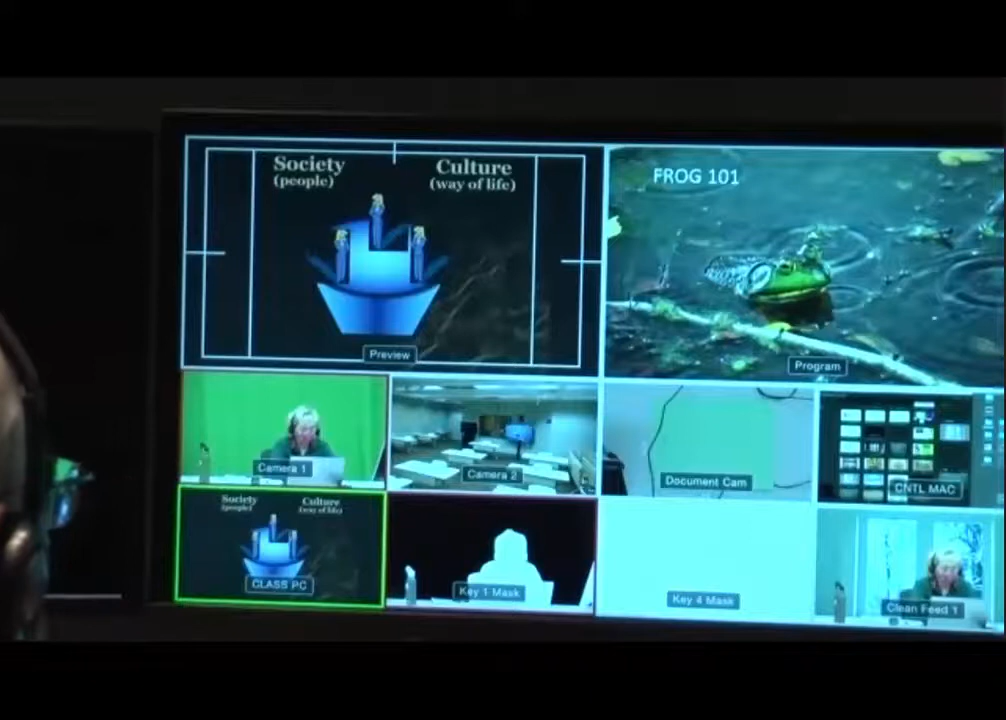 Society
(people)
Culture
(way of life)
Preview
FROG 101
Program
Camera 1
Camera 2
Document Cam
CNTL MAC
Society
(people)
Culture
(way of life)
CLASS PC
Key 1 Mask
Key 4 Mask
Clean Feed 1